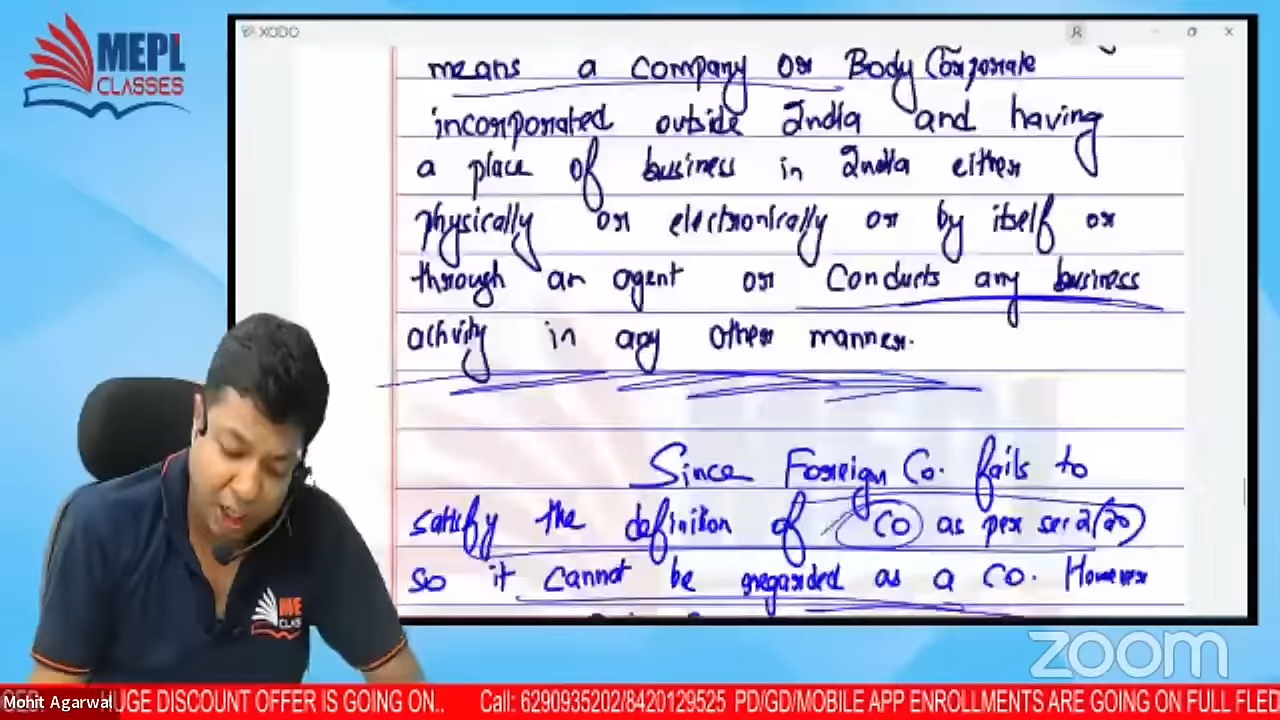 MEPL
CLASSES
XODO
means a company or Body Corporate
incorporated outside India and having
a place of business in India either
physically or electronically or by itself or
through an agent or Conducts any business
activity in any other manner.
Since Foreign Co. fails to
satisfy the definition of Co as per sec 2(20)
so it cannot be regarded as a co. However
ME
CLAS
zoom
Mohit Agarwal
HUGE DISCOUNT OFFER IS GOING ON.. Call: 6290935202/8420129525 PD/GD/MOBILE APP ENROLLMENTS ARE GOING ON FULL FLED